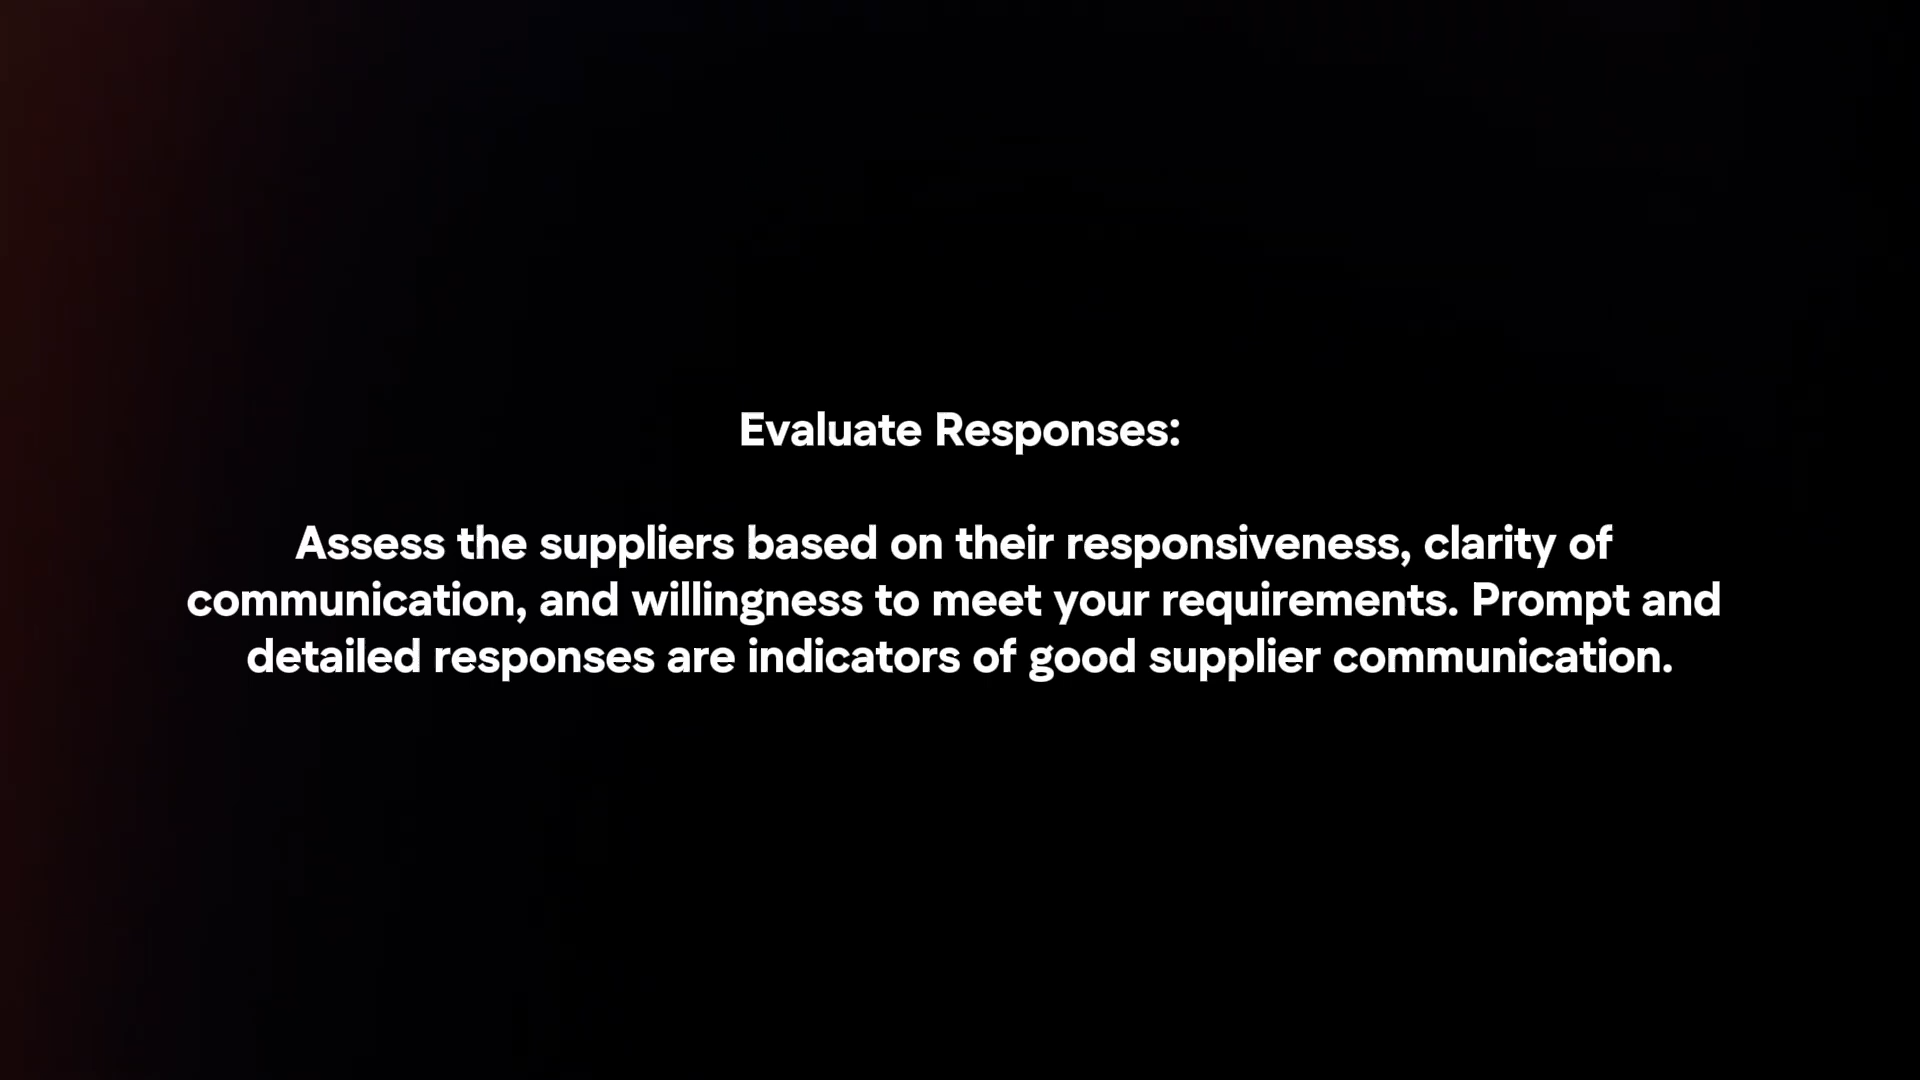 Evaluate Responses:
Assess the suppliers based on their responsiveness, clarity of
communication, and willingness to meet your requirements. Prompt and
detailed responses are indicators of good supplier communication.